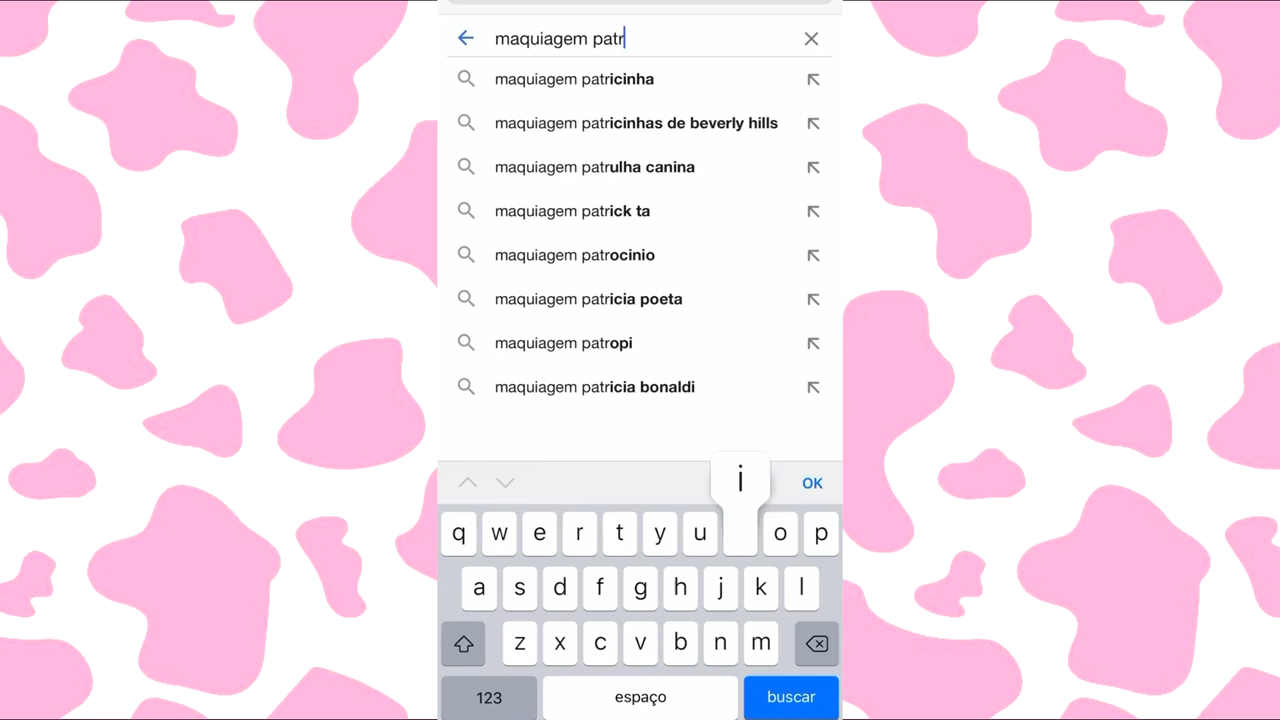 maquiagem patr
maquiagem patricinha
maquiagem patricinhas de beverly hills
maquiagem patrulha canina
maquiagem patrick ta
maquiagem patrocinio
maquiagem patricia poeta
maquiagem patropi
maquiagem patricia bonaldi
i
OK
q w e r t y u o p
a s d f g h j k l
z x c v b n m
123 espaço buscar